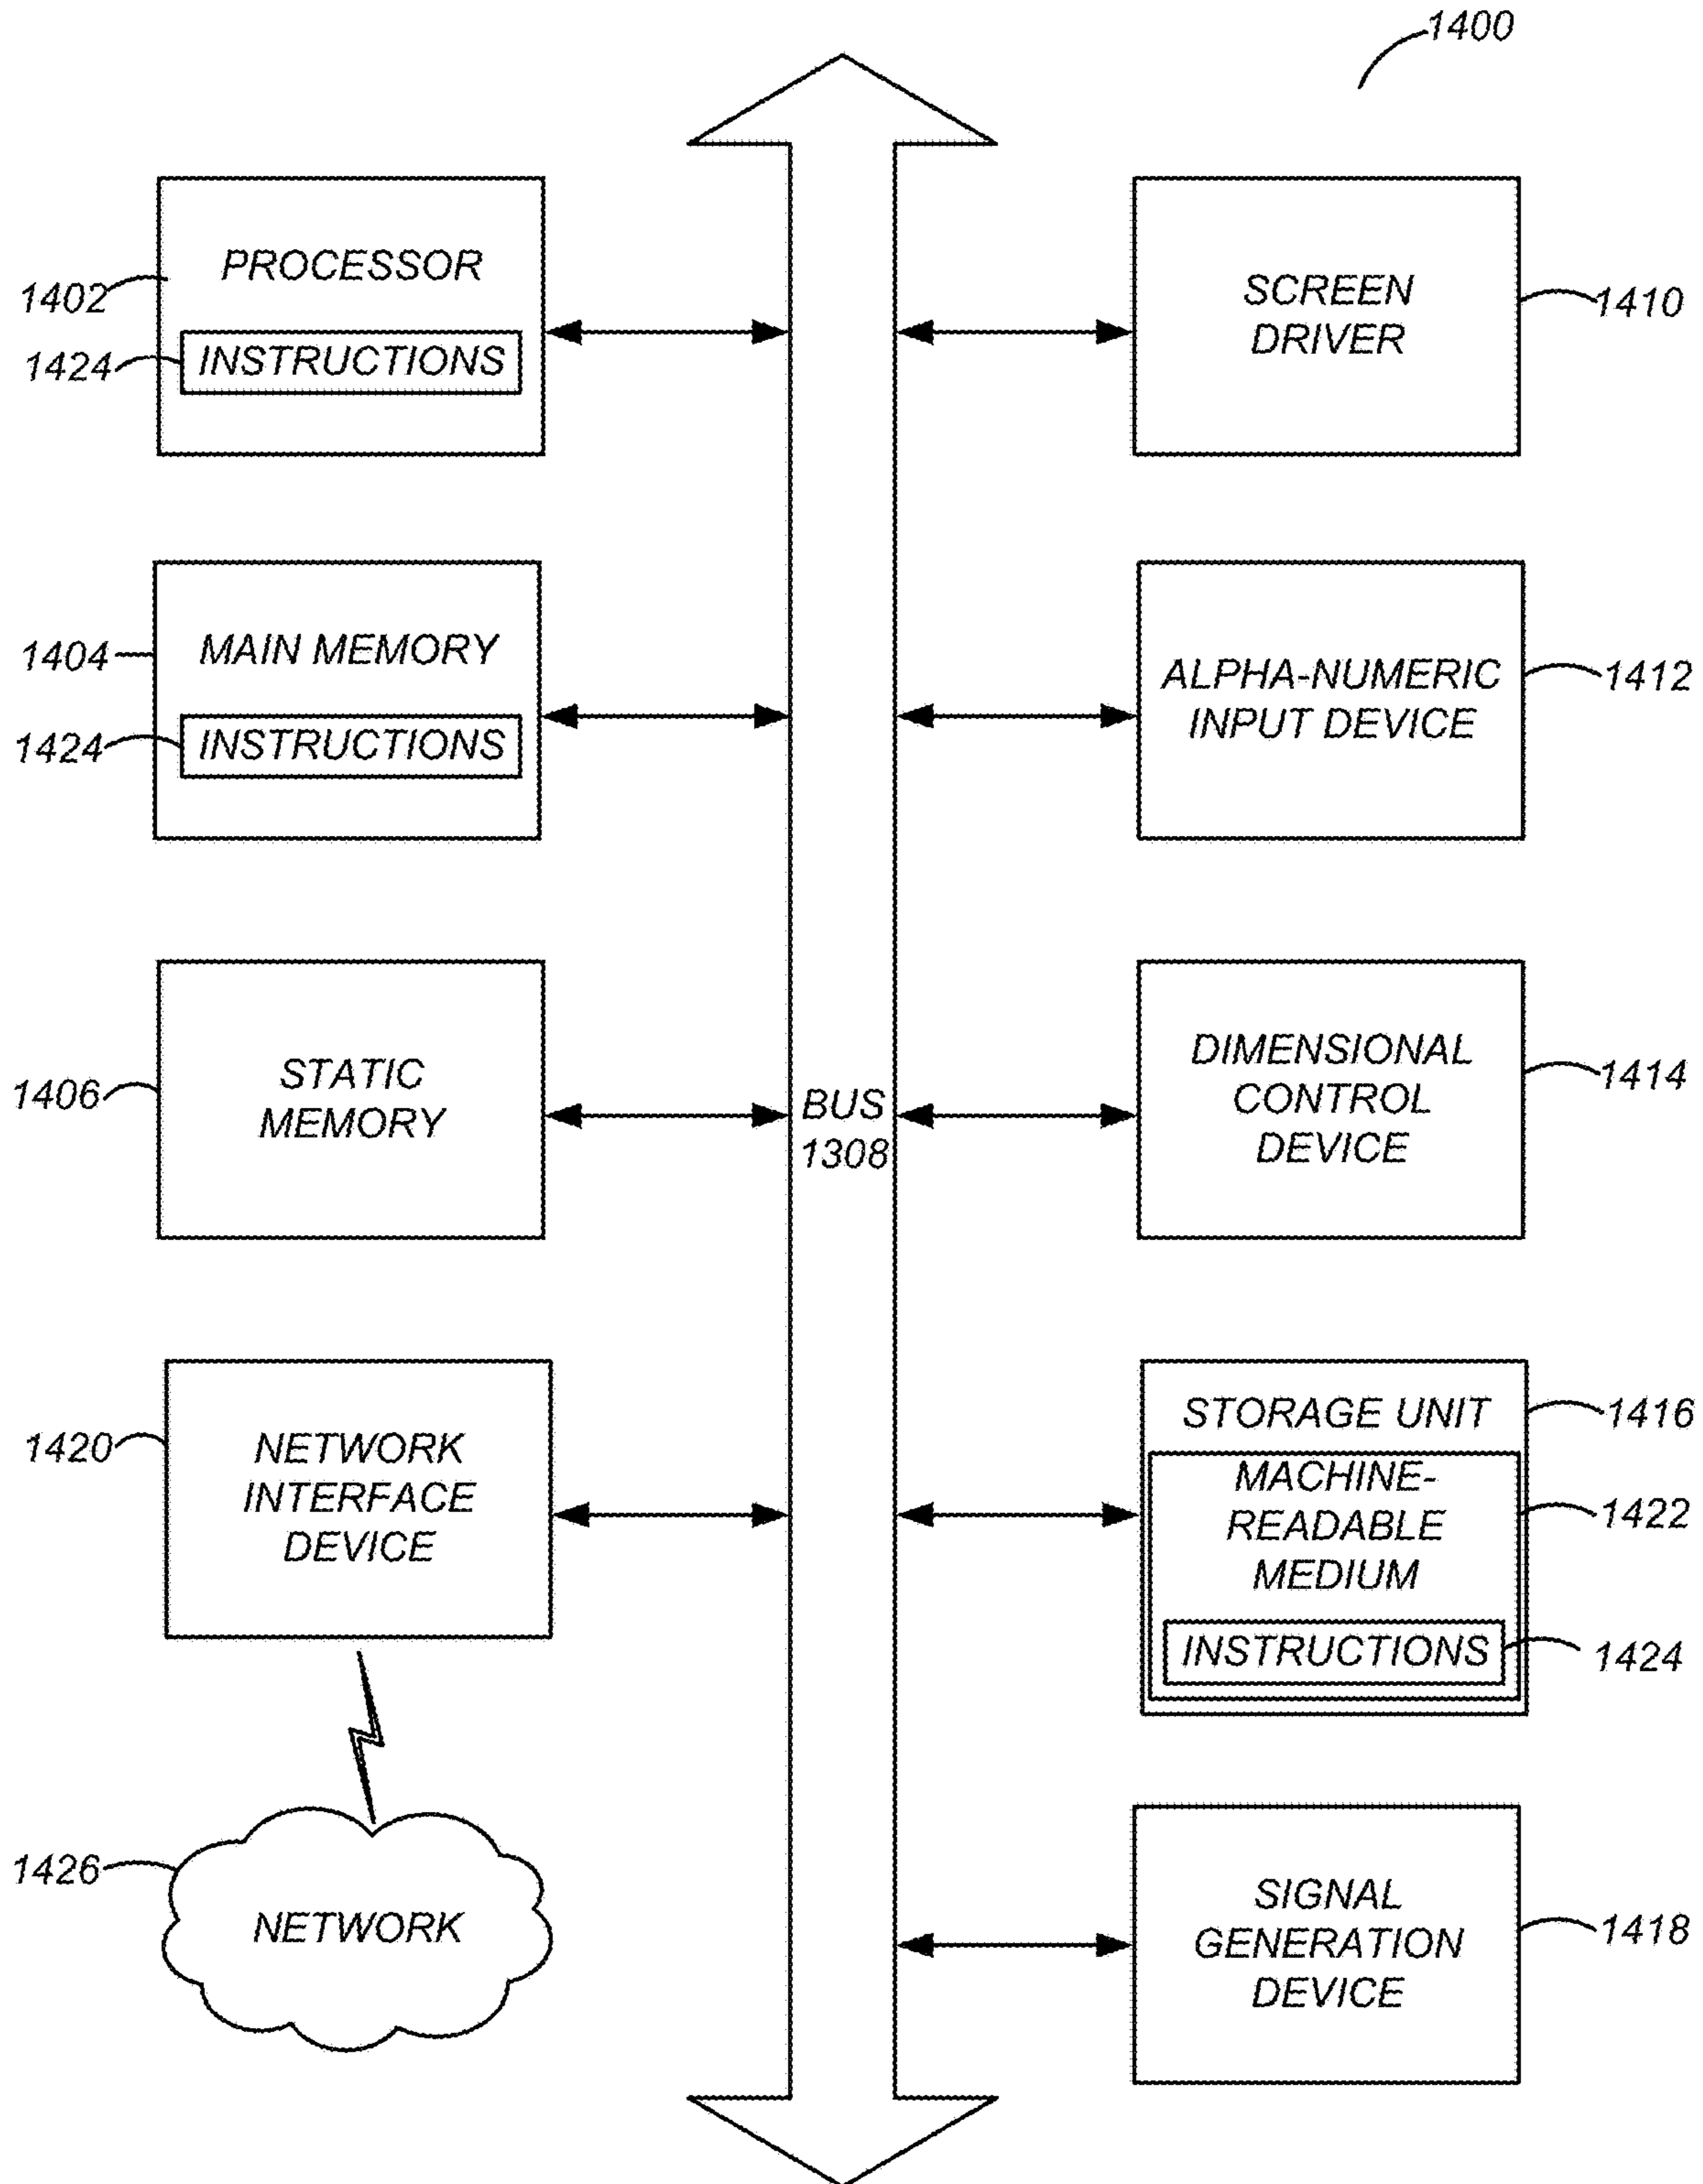 1400
PROCESSOR
1402
INSTRUCTIONS
1424
MAIN MEMORY
1404
INSTRUCTIONS
1424
STATIC
MEMORY
1406
NETWORK
INTERFACE
DEVICE
1420
NETWORK
1426
BUS
1308
SCREEN
DRIVER
1410
ALPHA-NUMERIC
INPUT DEVICE
1412
DIMENSIONAL
CONTROL
DEVICE
1414
STORAGE UNIT
1416
MACHINE-
READABLE
MEDIUM
1422
INSTRUCTIONS
1424
SIGNAL
GENERATION
DEVICE
1418